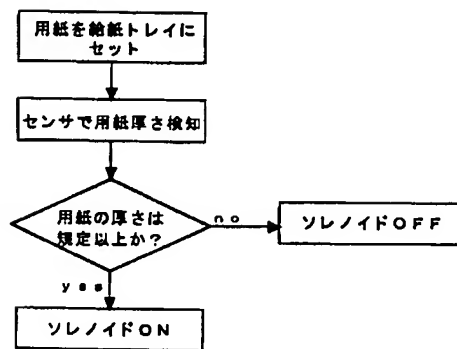 用紙を給紙トレイに
セット
センサで用紙厚さ検知
用紙の厚さは
規定以上か?
no
ソレノイドOFF
yes
ソレノイドON